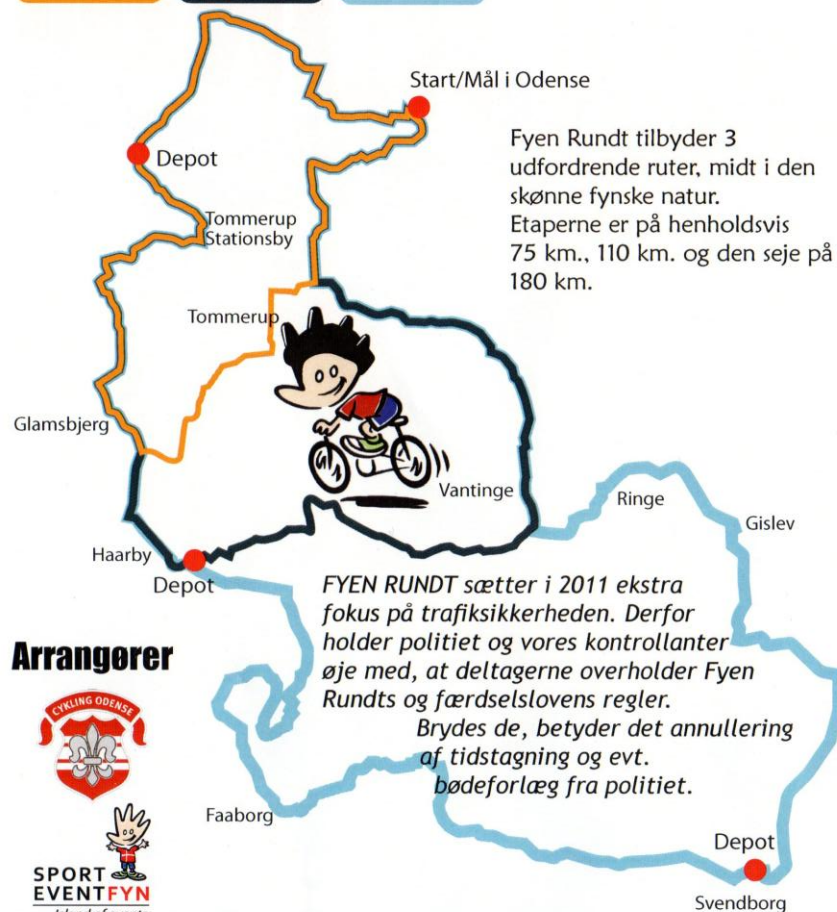 Start/Mål i Odense
Depot
Fyen Rundt tilbyder 3
udfordrende ruter, midt i den
skønne fynske natur.
Etaperne er på henholdsvis
75 km., 110 km. og den seje på
180 km.
Tommerup
Stationsby
Tommerup
Glamsbjerg
Vantinge
Ringe
Gislev
Haarby
Depot
FYEN RUNDT sætter i 2011 ekstra
fokus på trafiksikkerheden. Derfor
holder politiet og vores kontrollanter
øje med, at deltagerne overholder Fyen
Rundts og færdselslovens regler.
Brydes de, betyder det annullering
af tidstagning og evt.
bødeforlæg fra politiet.
Arrangører
CYKLING ODENSE
Faaborg
SPORT
EVENTFYN
Depot
Svendborg